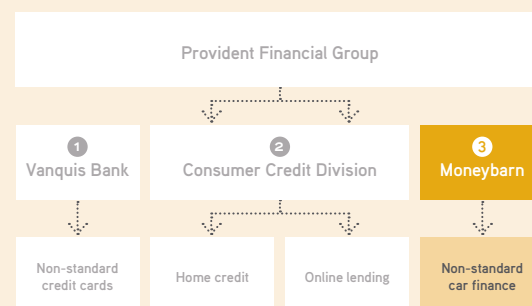 Provident Financial Group
1
Vanquis Bank
2
Consumer Credit Division
3
Moneybarn
Non-standard
credit cards
Home credit
Online lending
Non-standard
car finance